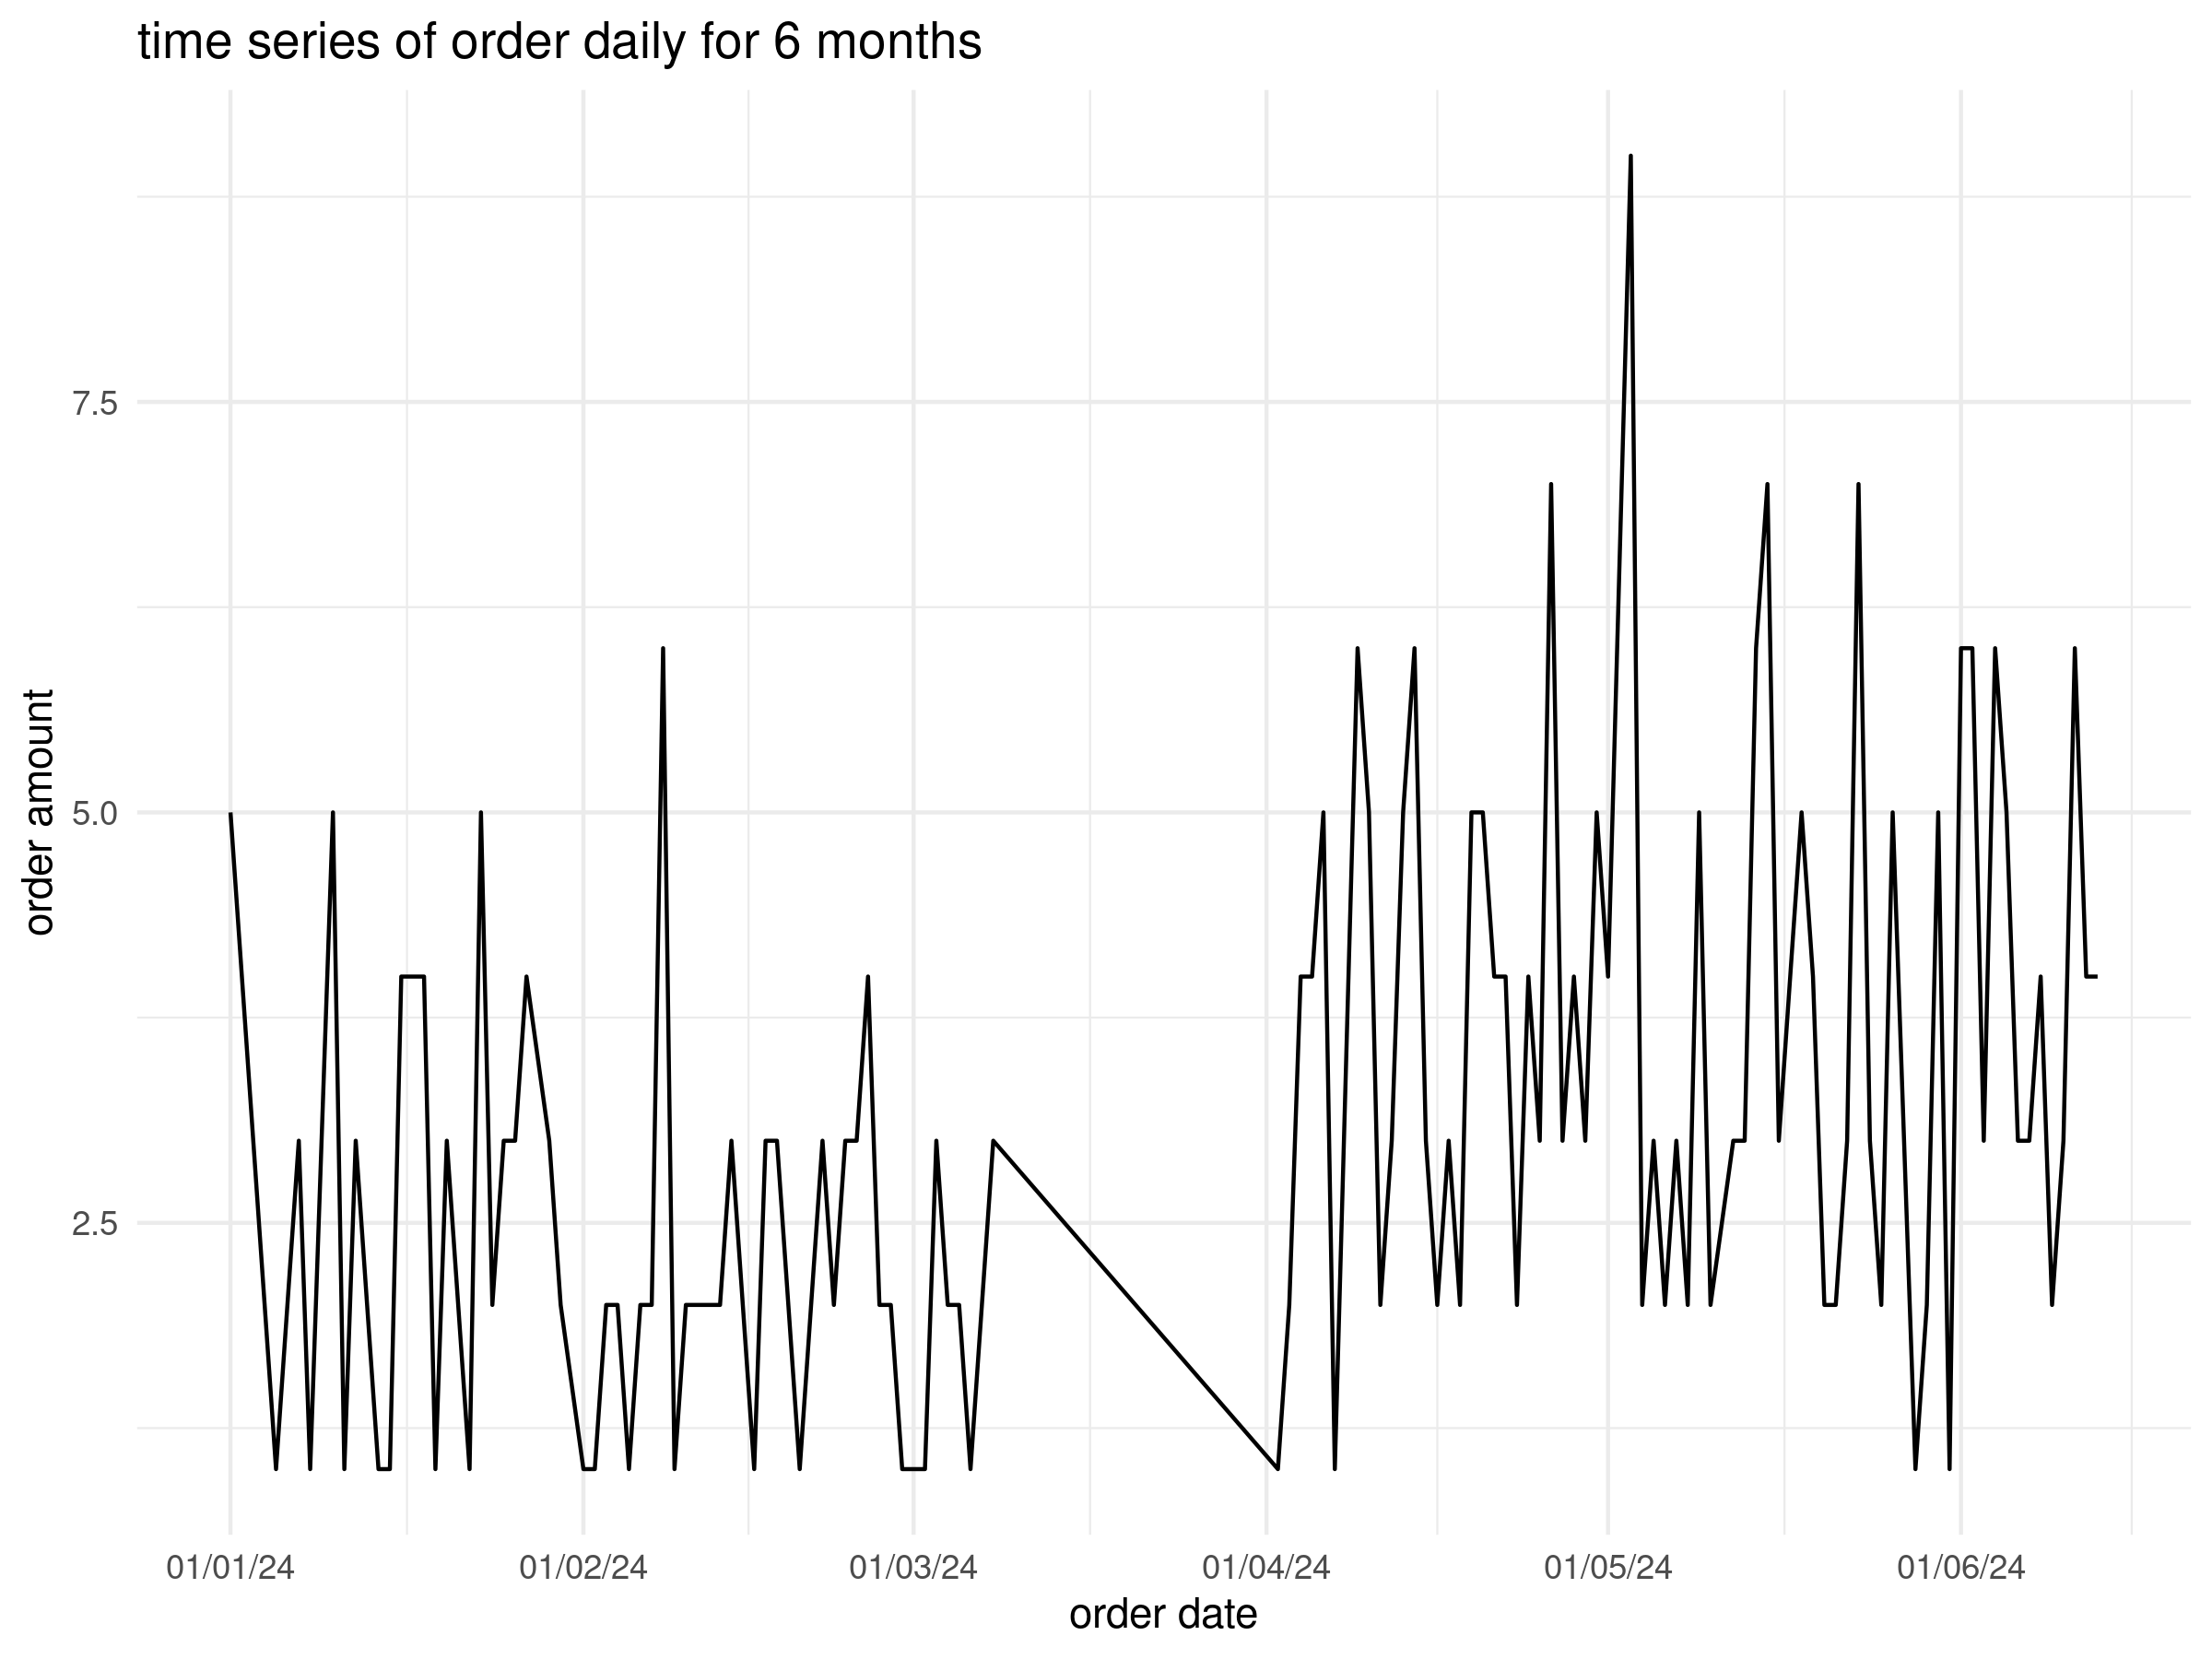 time series of order daily for 6 months
order amount
7.5
5.0
2.5
01/01/24 01/02/24 01/03/24 01/04/24 01/05/24 01/06/24
order date